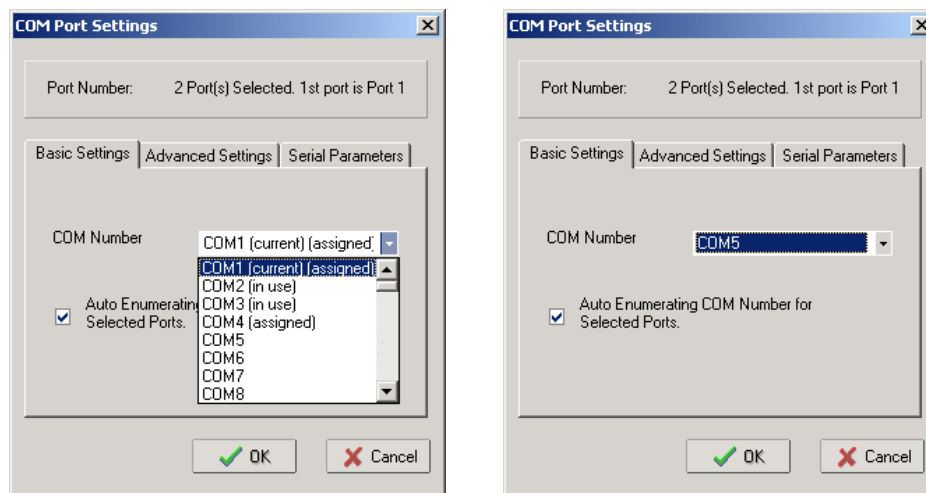 COM Port Settings
Port Number: 2 Port(s) Selected. 1st port is Port 1
Basic Settings Advanced Settings Serial Parameters
COM Number COM1 (current) (assigned)
COM1 (current) (assigned)
COM2 (in use)
COM3 (in use)
COM4 (assigned)
COM5
COM6
COM7
COM8
Auto Enumerating
Selected Ports.
OK Cancel
COM Port Settings
Port Number: 2 Port(s) Selected. 1st port is Port 1
Basic Settings Advanced Settings Serial Parameters
COM Number COM5
Auto Enumerating COM Number for
Selected Ports.
OK Cancel